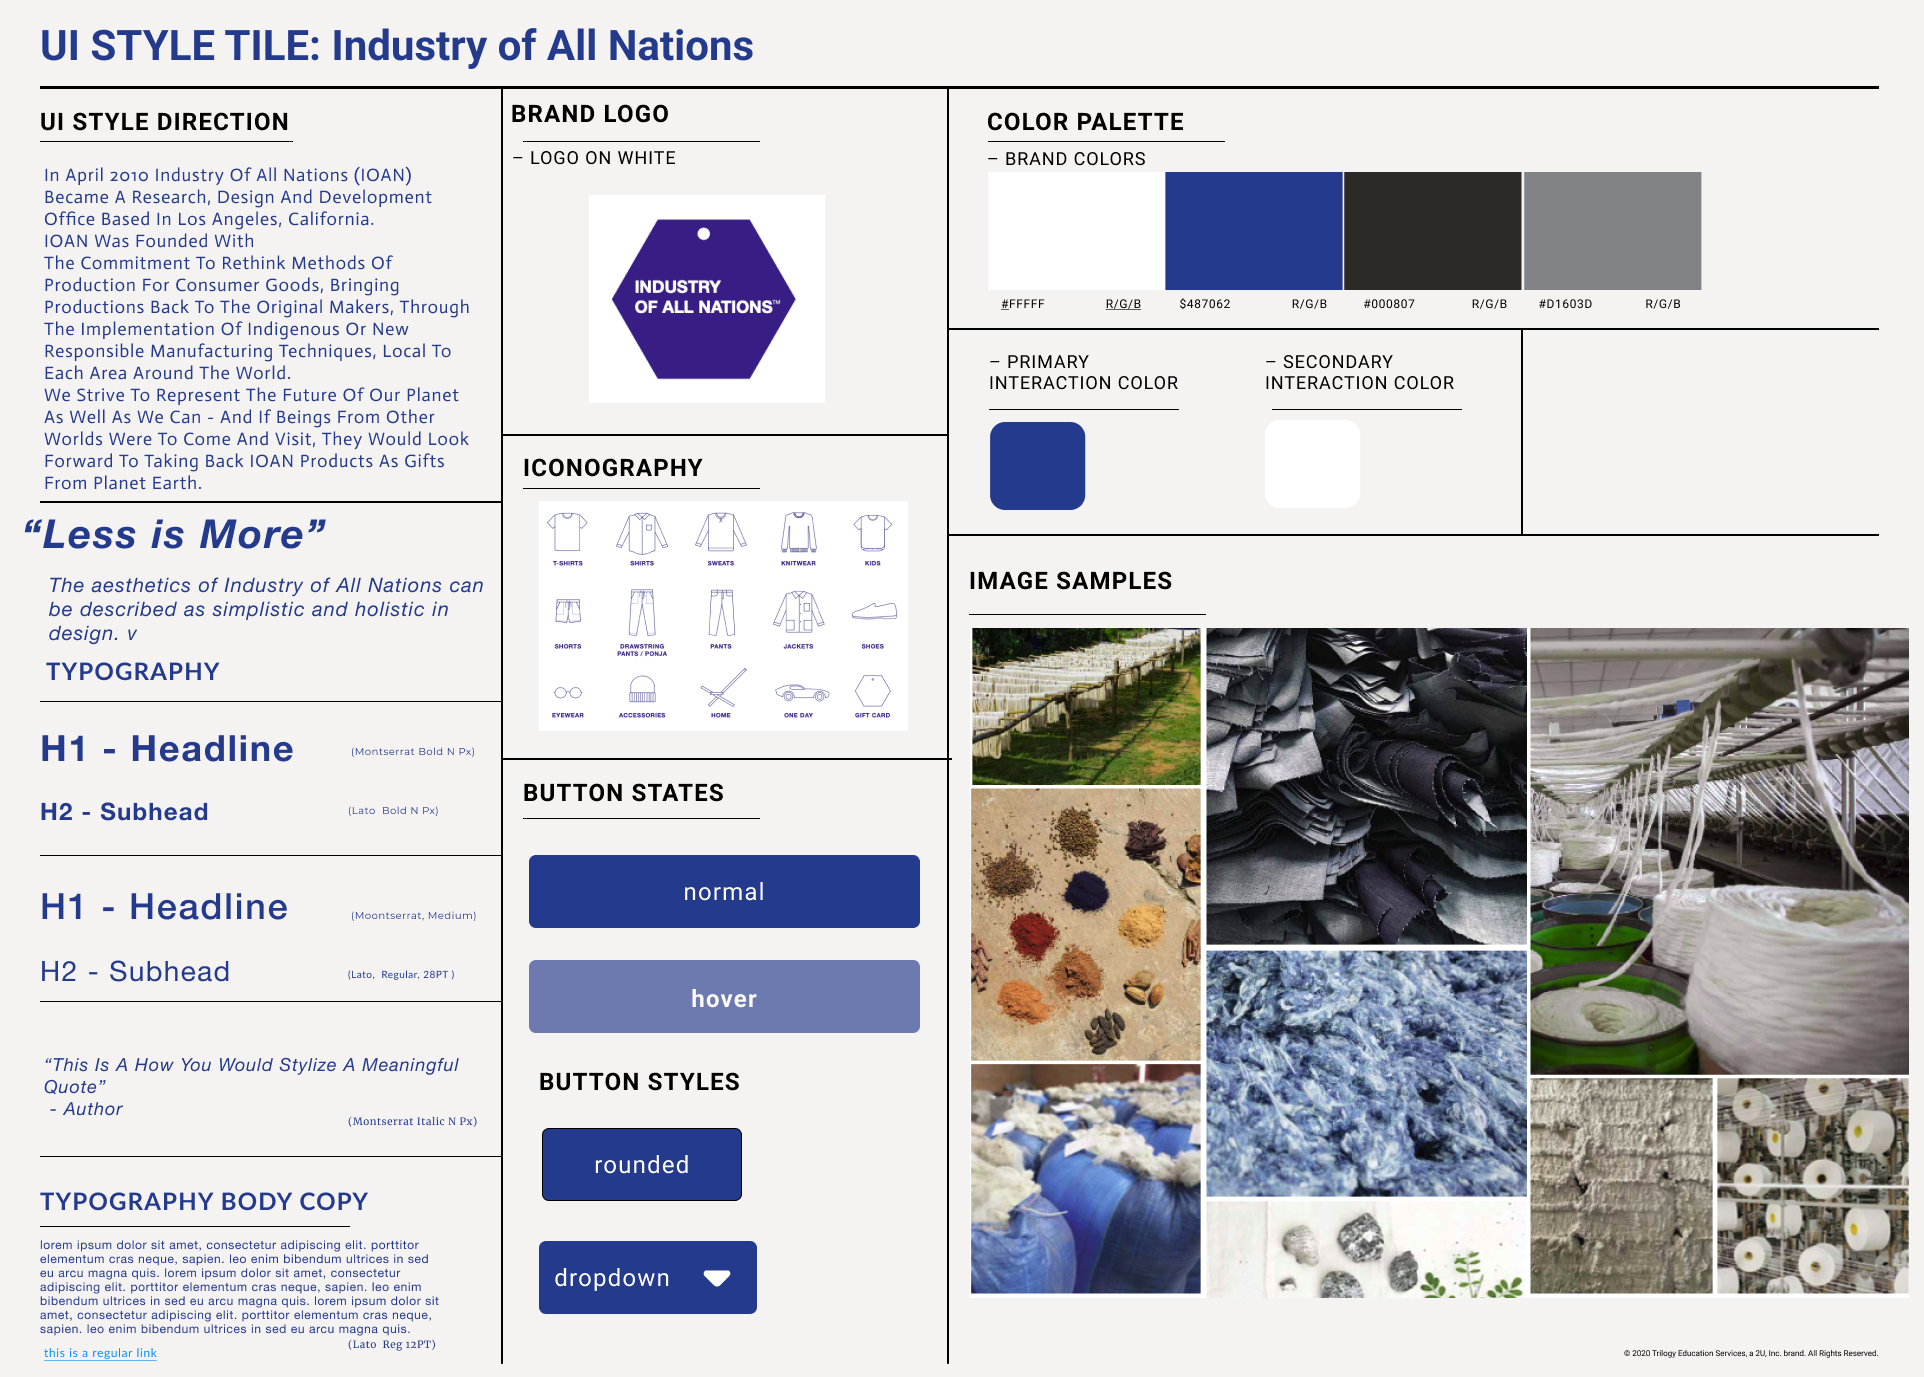 UI STYLE TILE: Industry of All Nations
UI STYLE DIRECTION
In April 2010 Industry Of All Nations (IOAN)
Became A Research, Design And Development
Office Based In Los Angeles, California.
IOAN Was Founded With
The Commitment To Rethink Methods Of
Production For Consumer Goods, Bringing
Productions Back To The Original Makers, Through
The Implementation Of Indigenous Or New
Responsible Manufacturing Techniques, Local To
Each Area Around The World.
We Strive To Represent The Future Of Our Planet
As Well As We Can - And If Beings From Other
Worlds Were To Come And Visit, They Would Look
Forward To Taking Back IOAN Products As Gifts
From Planet Earth.
“Less is More”
The aesthetics of Industry of All Nations can
be described as simplistic and holistic in
design. v
TYPOGRAPHY
H1 - Headline
(Montserrat Bold N Px)
H2 - Subhead
(Lato Bold N Px)
H1 - Headline
(Moontserrat, Medium)
H2 - Subhead
(Lato, Regular, 28PT )
“This Is A How You Would Stylize A Meaningful
Quote”
- Author
(Montserrat Italic N Px)
TYPOGRAPHY BODY COPY
lorem ipsum dolor sit amet, consectetur adipiscing elit. porttitor
elementum cras neque, sapien. leo enim bibendum ultrices in sed
eu arcu magna quis. lorem ipsum dolor sit amet, consectetur
adipiscing elit. porttitor elementum cras neque, sapien. leo enim
bibendum ultrices in sed eu arcu magna quis. lorem ipsum dolor sit
amet, consectetur adipiscing elit. porttitor elementum cras neque,
sapien. leo enim bibendum ultrices in sed eu arcu magna quis.
(Lato Reg 12PT)
this is a regular link
BRAND LOGO
– LOGO ON WHITE
INDUSTRY
OF ALL NATIONS™
ICONOGRAPHY
T-SHIRTS SHIRTS SWEATS KNITWEAR KIDS
SHORTS DRAWSTRING PANTS JACKETS SHOES
PANTS / PONJA
EYEWEAR ACCESSORIES HOME ONE DAY GIFT CARD
BUTTON STATES
normal
hover
BUTTON STYLES
rounded
dropdown
COLOR PALETTE
– BRAND COLORS
#FFFFF R/G/B $487062 R/G/B #000807 R/G/B #D1603D R/G/B
– PRIMARY
INTERACTION COLOR
– SECONDARY
INTERACTION COLOR
IMAGE SAMPLES
© 2020 Trilogy Education Services, a 2U, Inc. brand. All Rights Reserved.